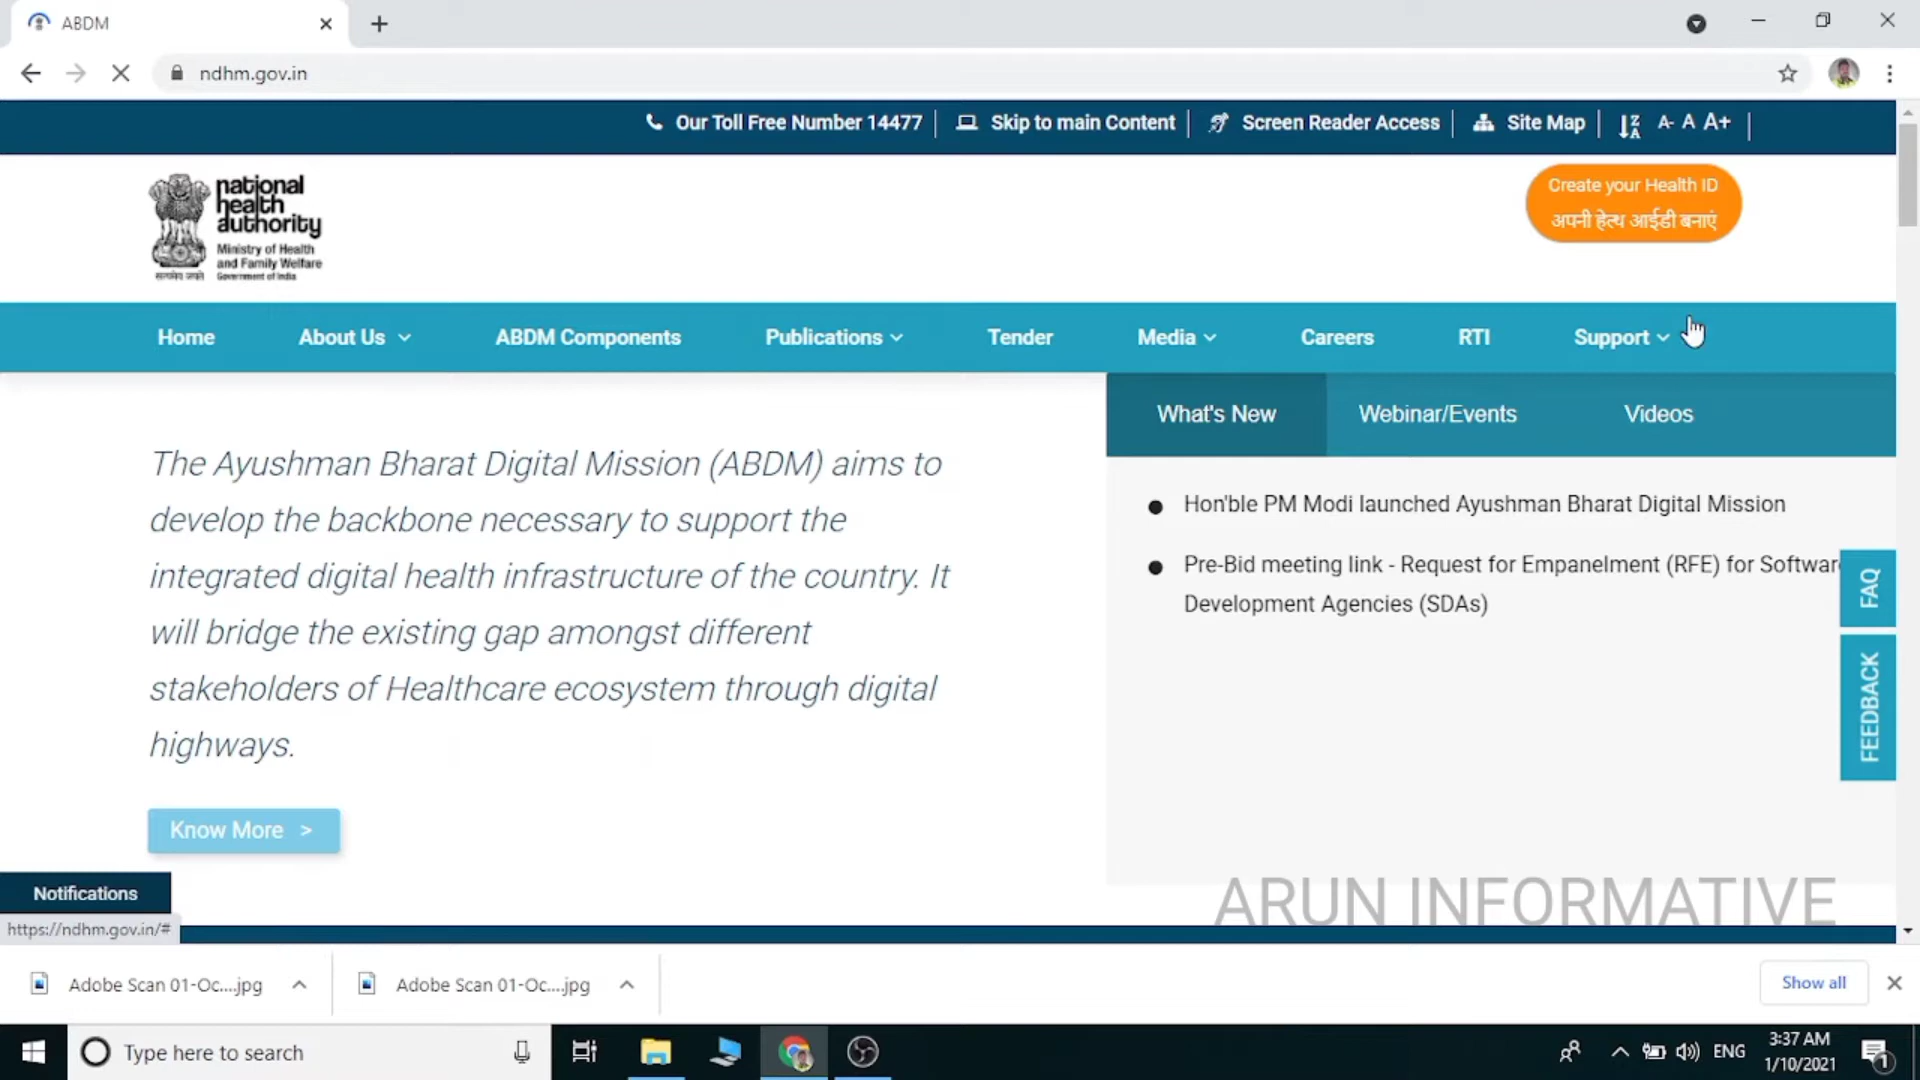 ABDM
ndhm.gov.in
Our Toll Free Number 14477
Skip to main Content
Screen Reader Access
Site Map
A- A A+
national
health
authority
Ministry of Health
and Family Welfare
Government of India
सत्यमेव जयते
Create your Health ID
अपनी हेल्थ आईडी बनाएं
Home
About Us
ABDM Components
Publications
Tender
Media
Careers
RTI
Support
What's New
Webinar/Events
Videos
The Ayushman Bharat Digital Mission (ABDM) aims to
develop the backbone necessary to support the
integrated digital health infrastructure of the country. It
will bridge the existing gap amongst different
stakeholders of Healthcare ecosystem through digital
highways.
Know More >
Hon'ble PM Modi launched Ayushman Bharat Digital Mission
Pre-Bid meeting link - Request for Empanelment (RFE) for Softwar
Development Agencies (SDAs)
FAQ
FEEDBACK
Notifications
https://ndhm.gov.in/#
ARUN INFORMATIVE
Adobe Scan 01-Oc....jpg
Adobe Scan 01-Oc....jpg
Show all
Type here to search
ENG
3:37 AM
1/10/2021
1